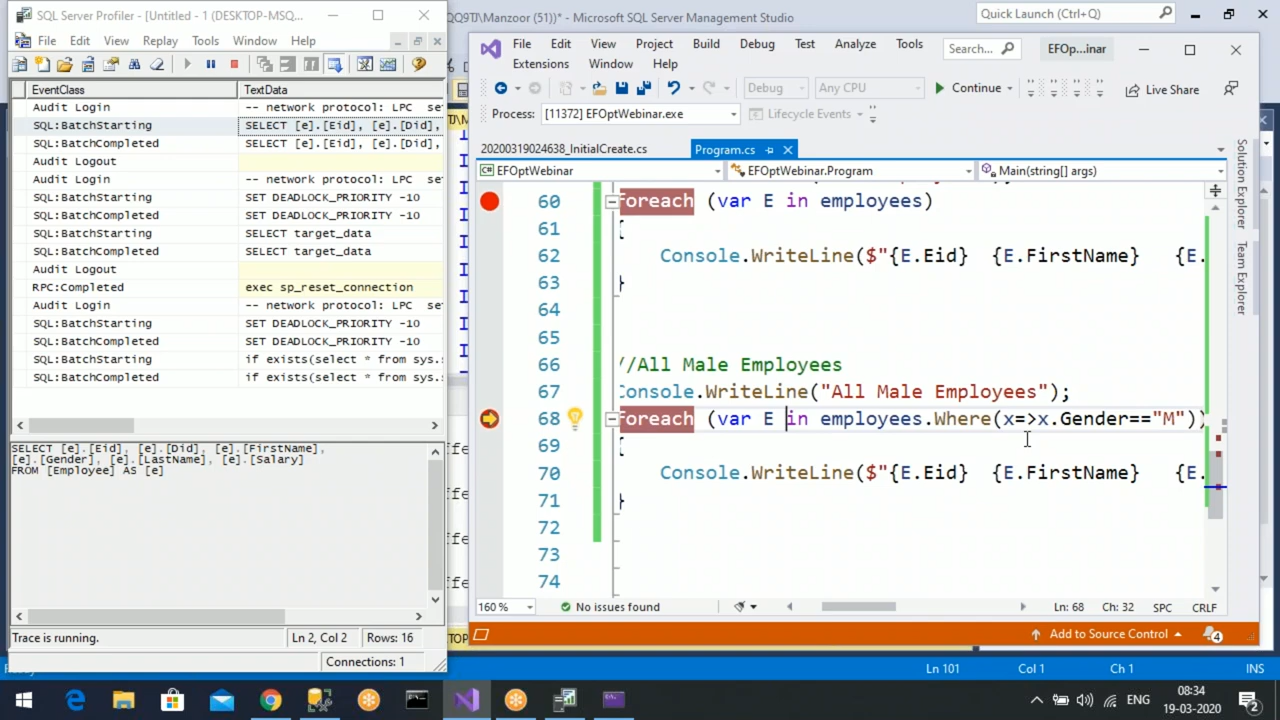 SQL Server Profiler - [Untitled - 1 (DESKTOP-MSQ...
File Edit View Replay Tools Window Help
EventClass TextData
Audit Login -- network protocol: LPC se
SQL:BatchStarting SELECT [e].[Eid], [e].[Did],
SQL:BatchCompleted SELECT [e].[Eid], [e].[Did],
Audit Logout
Audit Login -- network protocol: LPC se
SQL:BatchStarting SET DEADLOCK_PRIORITY -10
SQL:BatchCompleted SET DEADLOCK_PRIORITY -10
SQL:BatchStarting SELECT target_data
SQL:BatchCompleted SELECT target_data
Audit Logout
RPC:Completed exec sp_reset_connection
Audit Login -- network protocol: LPC se
SQL:BatchStarting SET DEADLOCK_PRIORITY -10
SQL:BatchCompleted SET DEADLOCK_PRIORITY -10
SQL:BatchStarting if exists(select * from sys.
SQL:BatchCompleted if exists(select * from sys.
SELECT [e].[Eid], [e].[Did], [e].[FirstName],
[e].[Gender], [e].[LastName], [e].[Salary]
FROM [Employee] AS [e]
Trace is running. Ln 2, Col 2 Rows: 16
Connections: 1
QQ9TJ\Manzoor (51))* - Microsoft SQL Server Management Studio
Quick Launch (Ctrl+Q)
File Edit View Project Build Debug Test Analyze Tools Search... EFOp...inar
Extensions Window Help
Debug Any CPU Continue Live Share
Process: [11372] EFOptWebinar.exe Lifecycle Events
20200319024638_InitialCreate.cs Program.cs
EFOptWebinar EFOptWebinar.Program Main(string[] args)
60 Foreach (var E in employees)
61 {
62 Console.WriteLine($"{E.Eid} {E.FirstName} {E.
63 }
64
65
66 //All Male Employees
67 Console.WriteLine("All Male Employees");
68 Foreach (var E in employees.Where(x=>x.Gender=="M"))
69 {
70 Console.WriteLine($"{E.Eid} {E.FirstName} {E.
71 }
72
73
74
160 % No issues found Ln: 68 Ch: 32 SPC CRLF
Add to Source Control 4
Solution Explorer
Team Explorer
Ln 101 Col 1 Ch 1 INS
ENG 08:34
19-03-2020 2